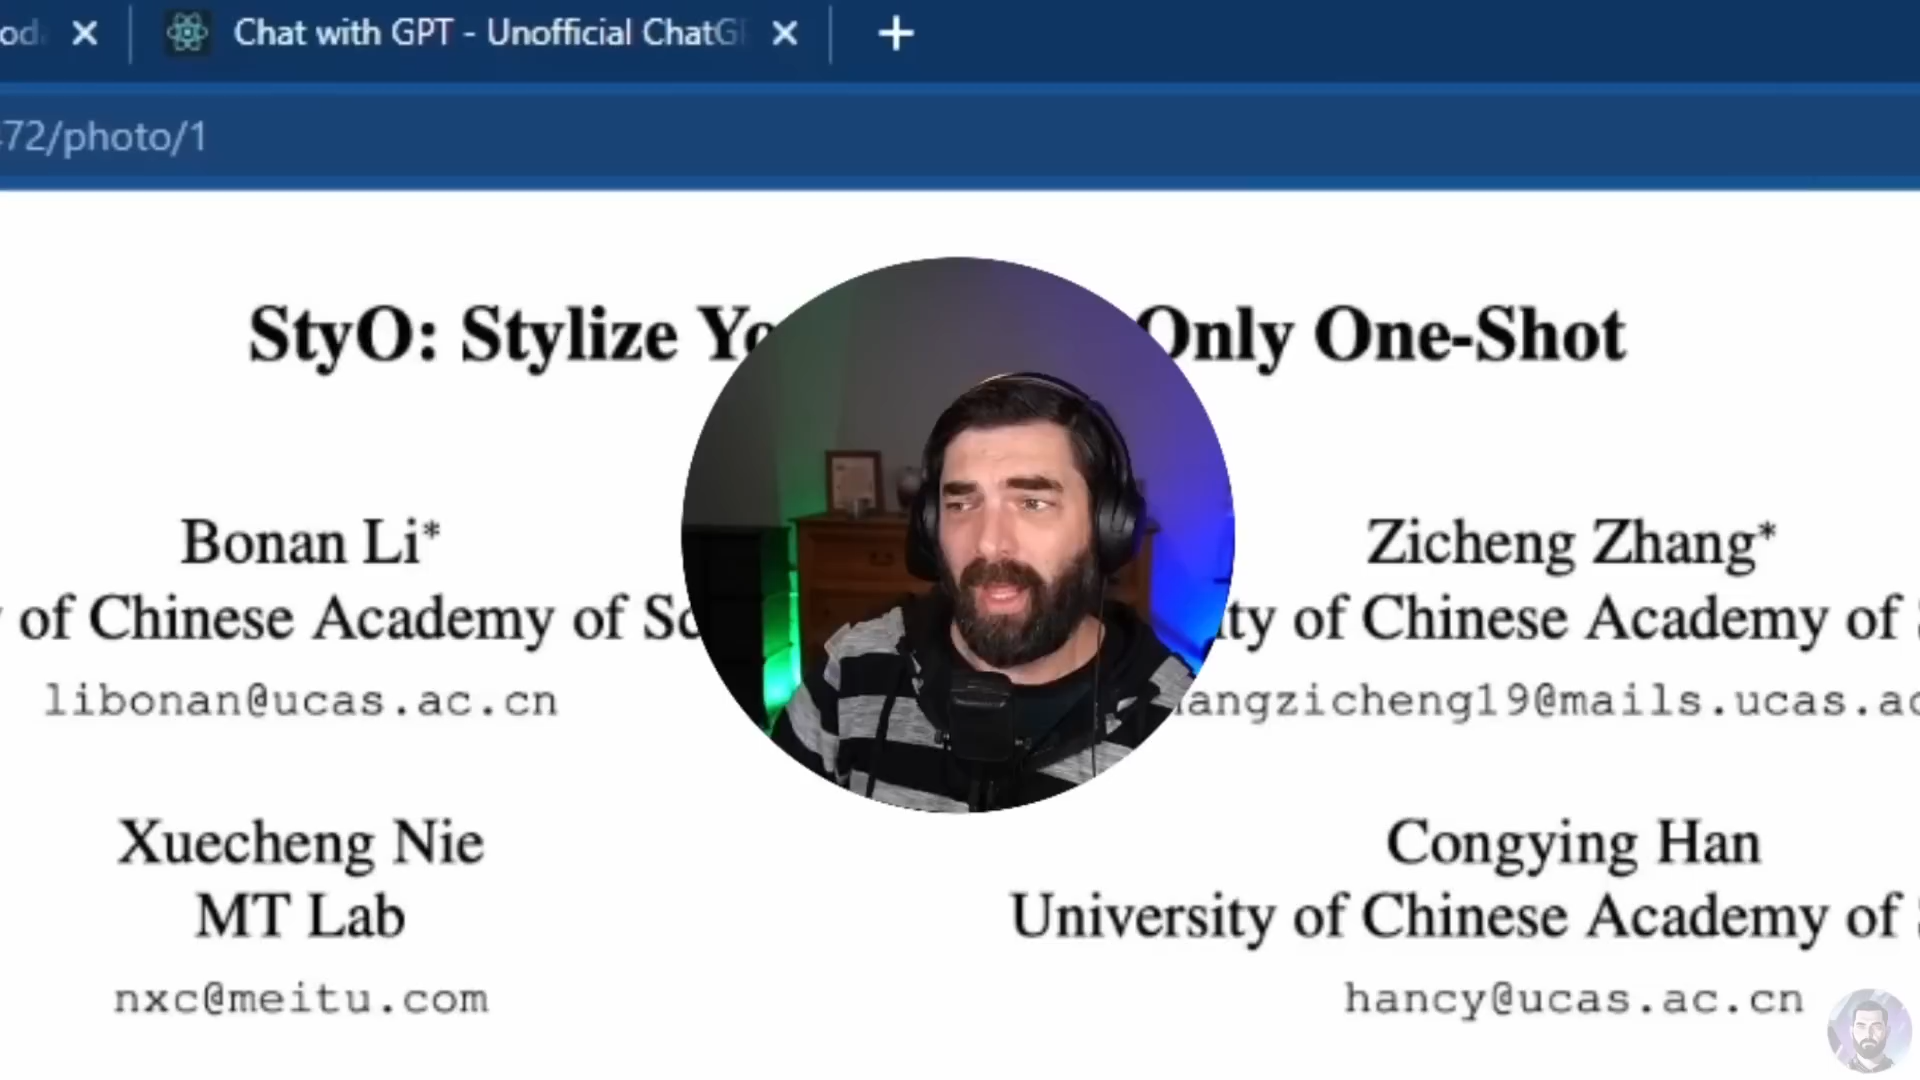 Chat with GPT - Unofficial ChatG
72/photo/1
StyO: Stylize Yo Only One-Shot
Bonan Li* Zicheng Zhang*
of Chinese Academy of of Chinese Academy of
libonan@ucas.ac.cn angzicheng19@mails.ucas.ac
Xuecheng Nie Congying Han
MT Lab University of Chinese Academy of
nxc@meitu.com hancy@ucas.ac.cn